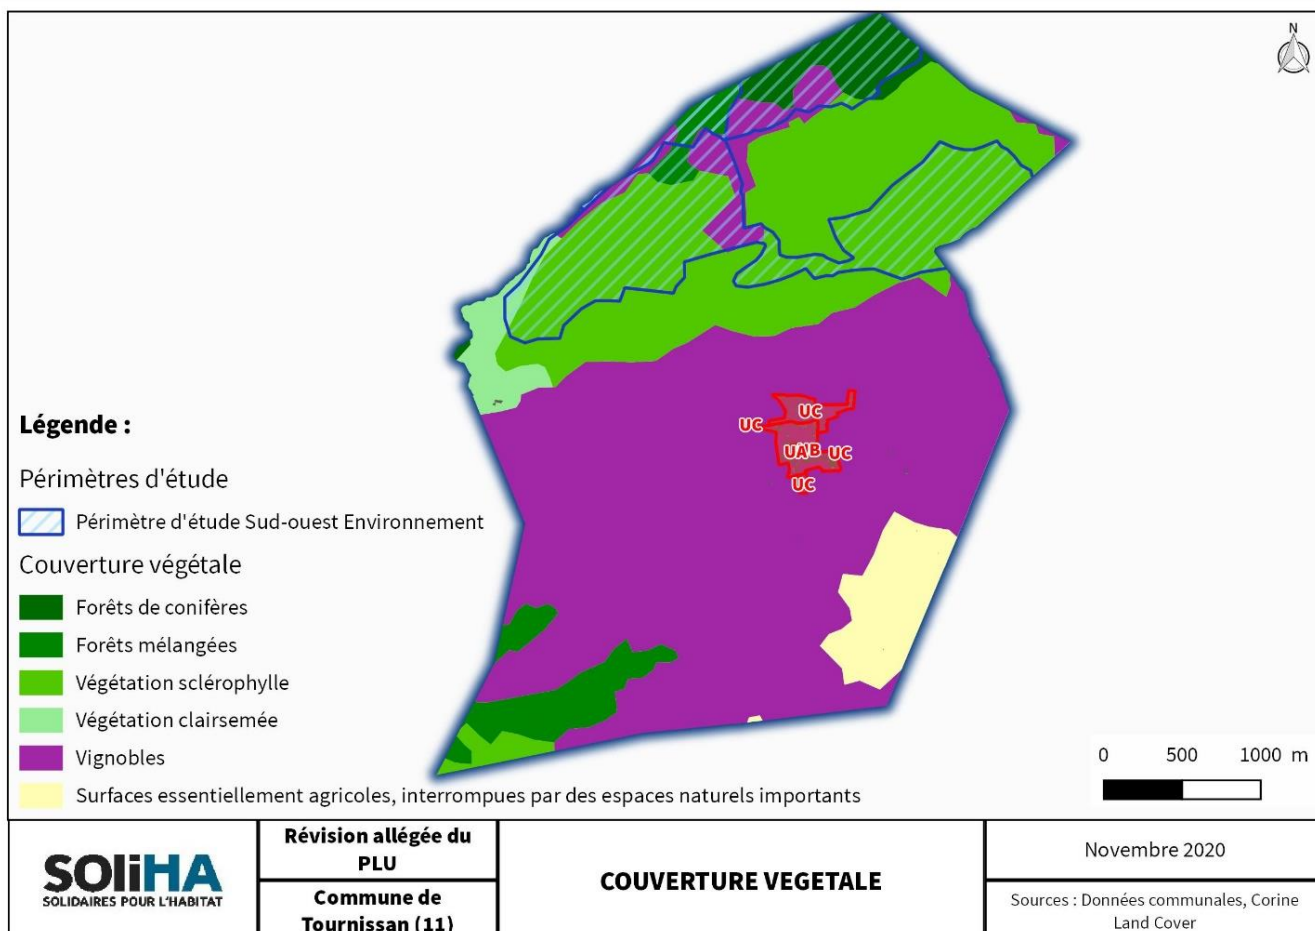 N
UC
UC
UA
UB
UC
UC
Légende :
Périmètres d'étude
Périmètre d'étude Sud-ouest Environnement
Couverture végétale
Forêts de conifères
Forêts mélangées
Végétation sclérophylle
Végétation clairsemée
Vignobles
Surfaces essentiellement agricoles, interrompues par des espaces naturels importants
0 500 1000 m
SOliHA
SOLIDAIRES POUR L'HABITAT
Révision allégée du
PLU
Commune de
Tournissan (11)
COUVERTURE VEGETALE
Novembre 2020
Sources : Données communales, Corine
Land Cover